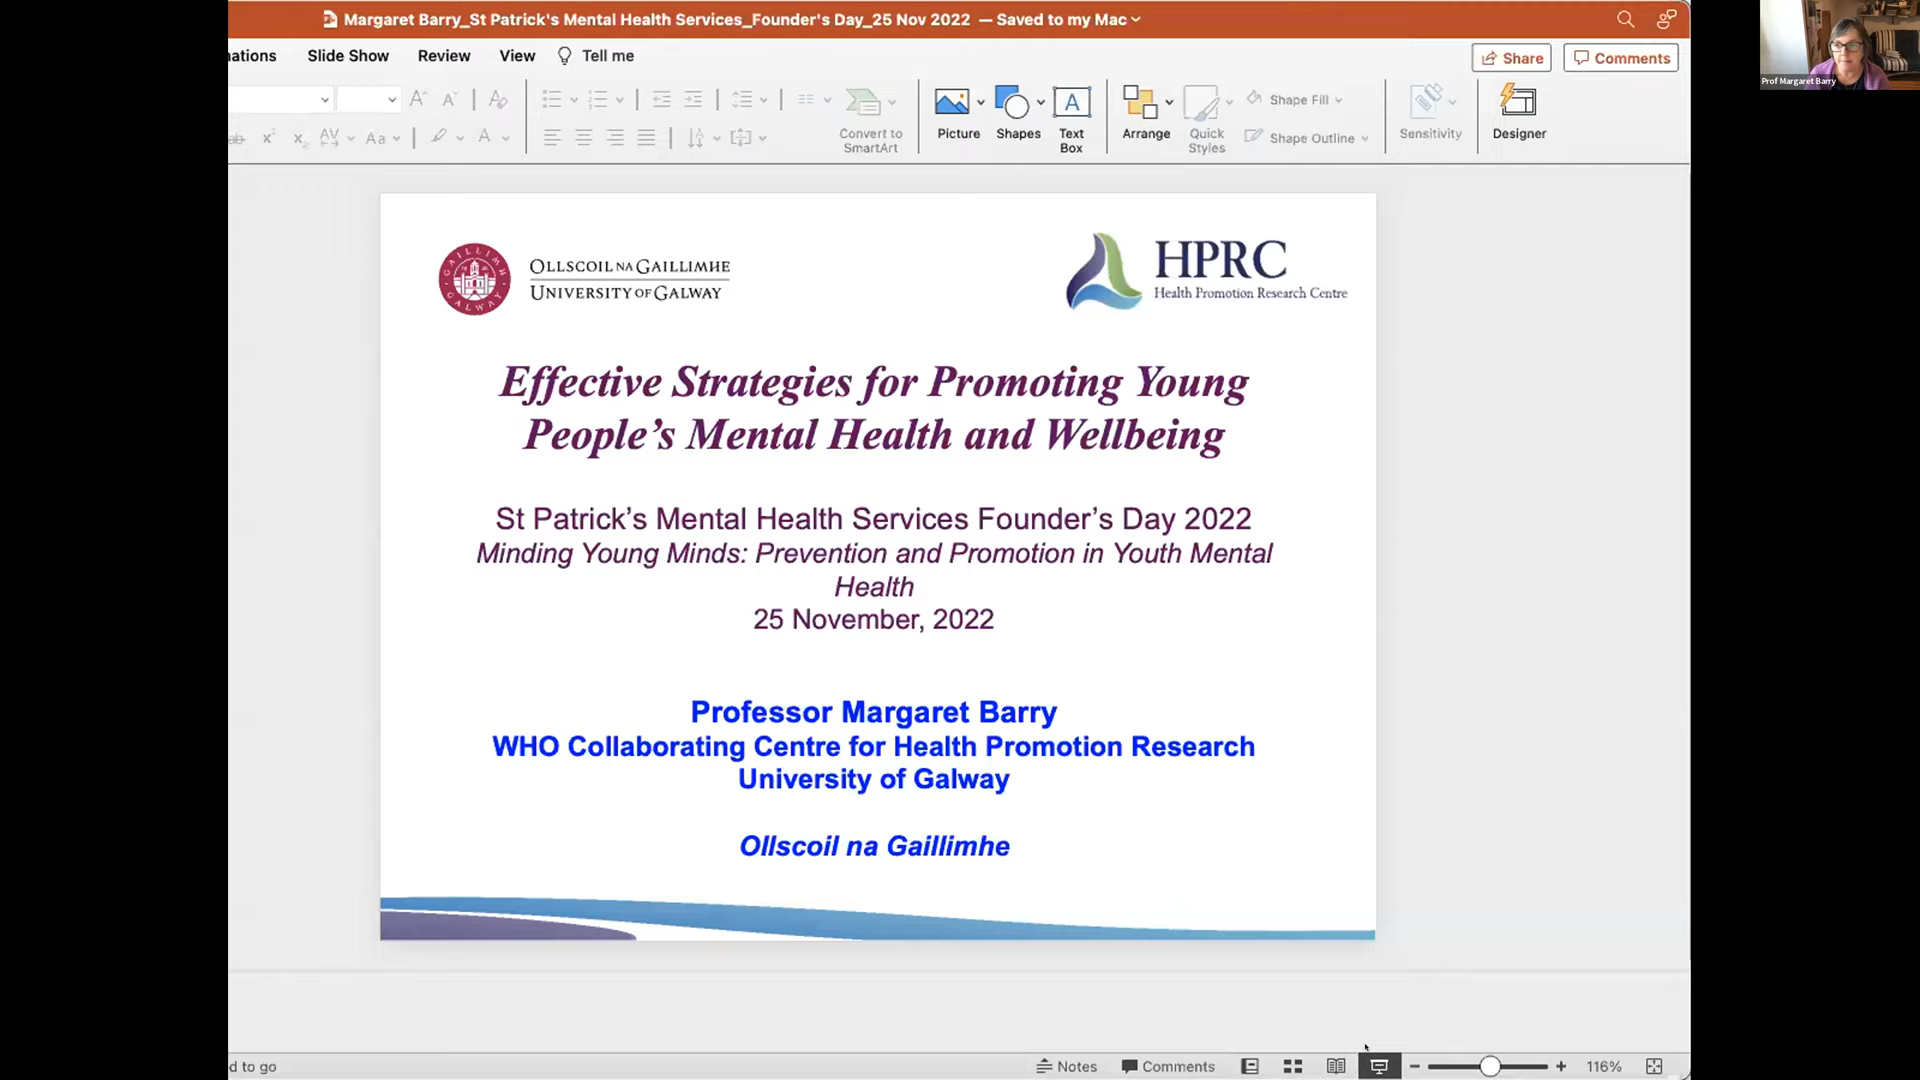 Margaret Barry_St Patrick's Mental Health Services_Founder's Day_25 Nov 2022 — Saved to my Mac
Slide Show Review View Tell me
Share Comments
Prof Margaret Barry
Convert to SmartArt
Picture
Shapes
Text Box
Arrange
Quick Styles
Shape Fill
Shape Outline
Sensitivity
Designer
GAILLIMH
GALWAY
OLLSCOIL NA GAILLIMHE
UNIVERSITY OF GALWAY
HPRC
Health Promotion Research Centre
Effective Strategies for Promoting Young
People’s Mental Health and Wellbeing
St Patrick’s Mental Health Services Founder’s Day 2022
Minding Young Minds: Prevention and Promotion in Youth Mental
Health
25 November, 2022
Professor Margaret Barry
WHO Collaborating Centre for Health Promotion Research
University of Galway
Ollscoil na Gaillimhe
d to go Notes Comments 116%